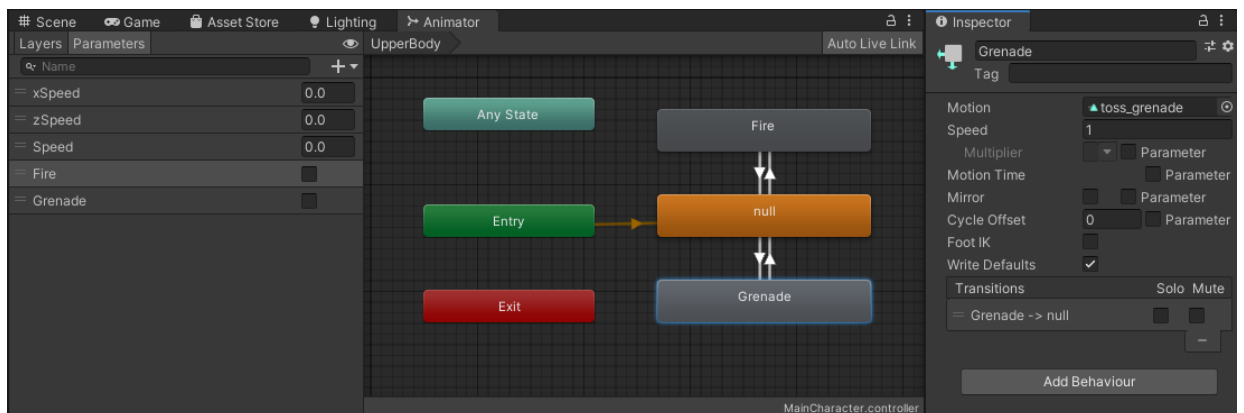 Scene Game Asset Store Lighting Animator
Layers Parameters
Name
xSpeed 0.0
zSpeed 0.0
Speed 0.0
Fire
Grenade
UpperBody Auto Live Link
Any State
Entry
Exit
Fire
null
Grenade
MainCharacter.controller
Inspector
Grenade
Tag
Motion toss_grenade
Speed 1
Multiplier Parameter
Motion Time Parameter
Mirror Parameter
Cycle Offset 0 Parameter
Foot IK
Write Defaults
Transitions Solo Mute
Grenade -> null
Add Behaviour